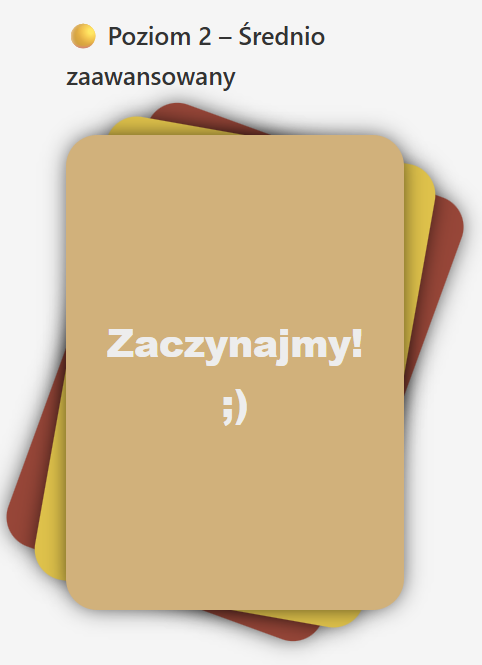 🟡 Poziom 2 – Średnio
zaawansowany
Zaczynajmy!
;)